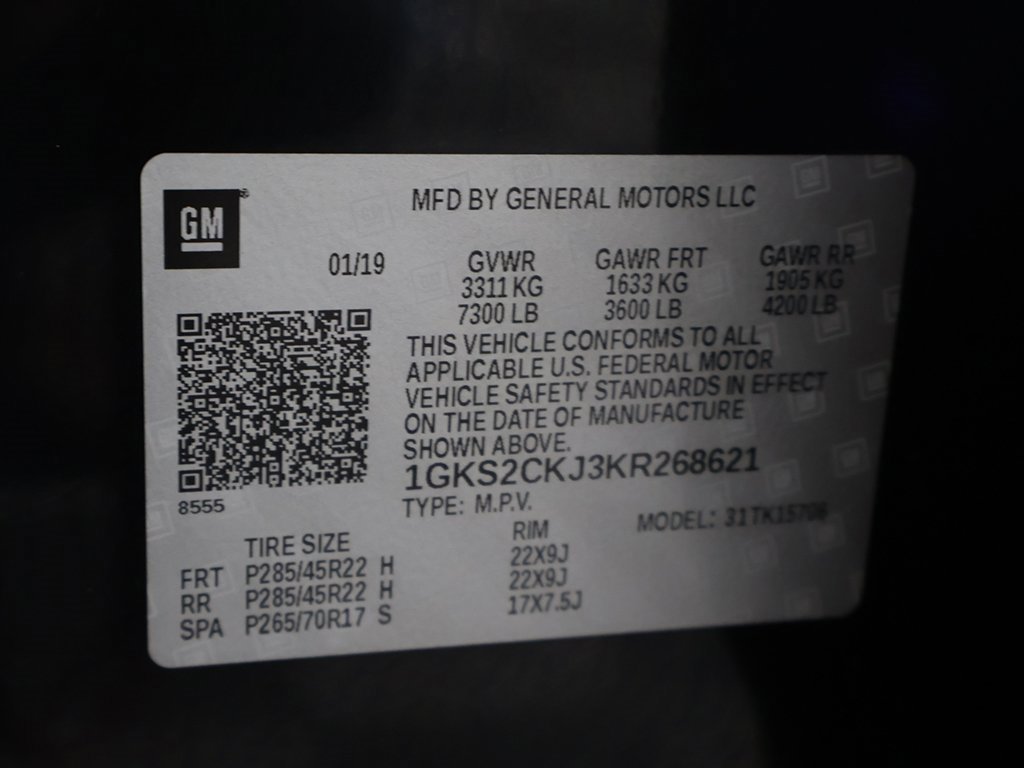 GM
MFD BY GENERAL MOTORS LLC
01/19 GVWR GAWR FRT GAWR RR
3311 KG 1633 KG 1905 KG
7300 LB 3600 LB 4200 LB
THIS VEHICLE CONFORMS TO ALL
APPLICABLE U.S. FEDERAL MOTOR
VEHICLE SAFETY STANDARDS IN EFFECT
ON THE DATE OF MANUFACTURE
SHOWN ABOVE.
1GKS2CKJ3KR268621
8555
TYPE: M.P.V. MODEL: 31TK15706
TIRE SIZE RIM
FRT P285/45R22 H 22X9J
RR P285/45R22 H 22X9J
SPA P265/70R17 S 17X7.5J